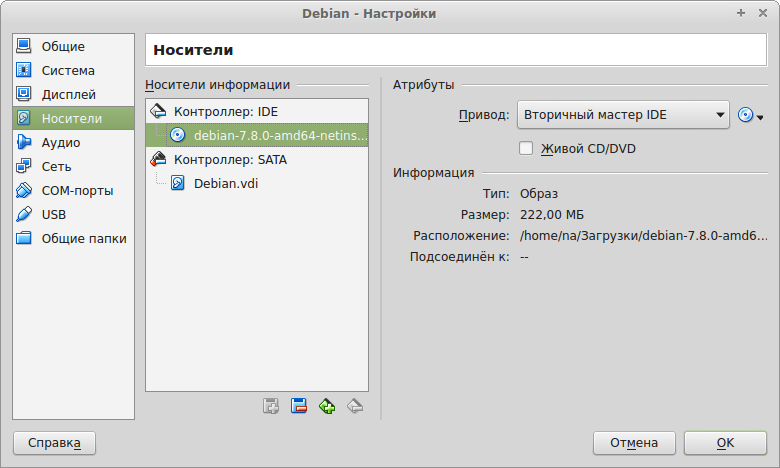 Debian - Настройки
Общие
Система
Дисплей
Носители
Аудио
Сеть
COM-порты
USB
Общие папки
Носители
Носители информации
Контроллер: IDE
debian-7.8.0-amd64-netins...
Контроллер: SATA
Debian.vdi
Атрибуты
Привод: Вторичный мастер IDE
Живой CD/DVD
Информация
Тип: Образ
Размер: 222,00 МБ
Расположение: /home/na/Загрузки/debian-7.8.0-amd6...
Подсоединён к: --
Справка
Отмена
OK